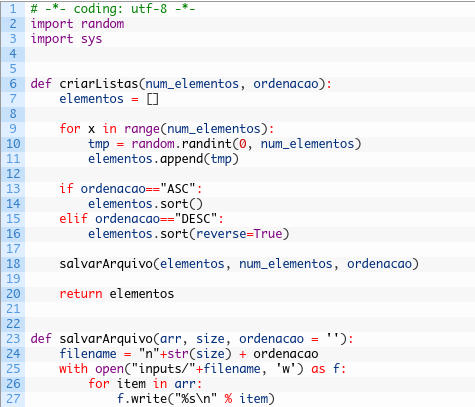 1 # -*- coding: utf-8 -*-
2 import random
3 import sys
4
5
6 def criarListas(num_elementos, ordenacao):
7     elementos = []
8
9     for x in range(num_elementos):
10         tmp = random.randint(0, num_elementos)
11         elementos.append(tmp)
12
13     if ordenacao=="ASC":
14         elementos.sort()
15     elif ordenacao=="DESC":
16         elementos.sort(reverse=True)
17
18     salvarArquivo(elementos, num_elementos, ordenacao)
19
20     return elementos
21
22
23 def salvarArquivo(arr, size, ordenacao = ''):
24     filename = "n"+str(size) + ordenacao
25     with open("inputs/"+filename, 'w') as f:
26         for item in arr:
27             f.write("%s\n" % item)